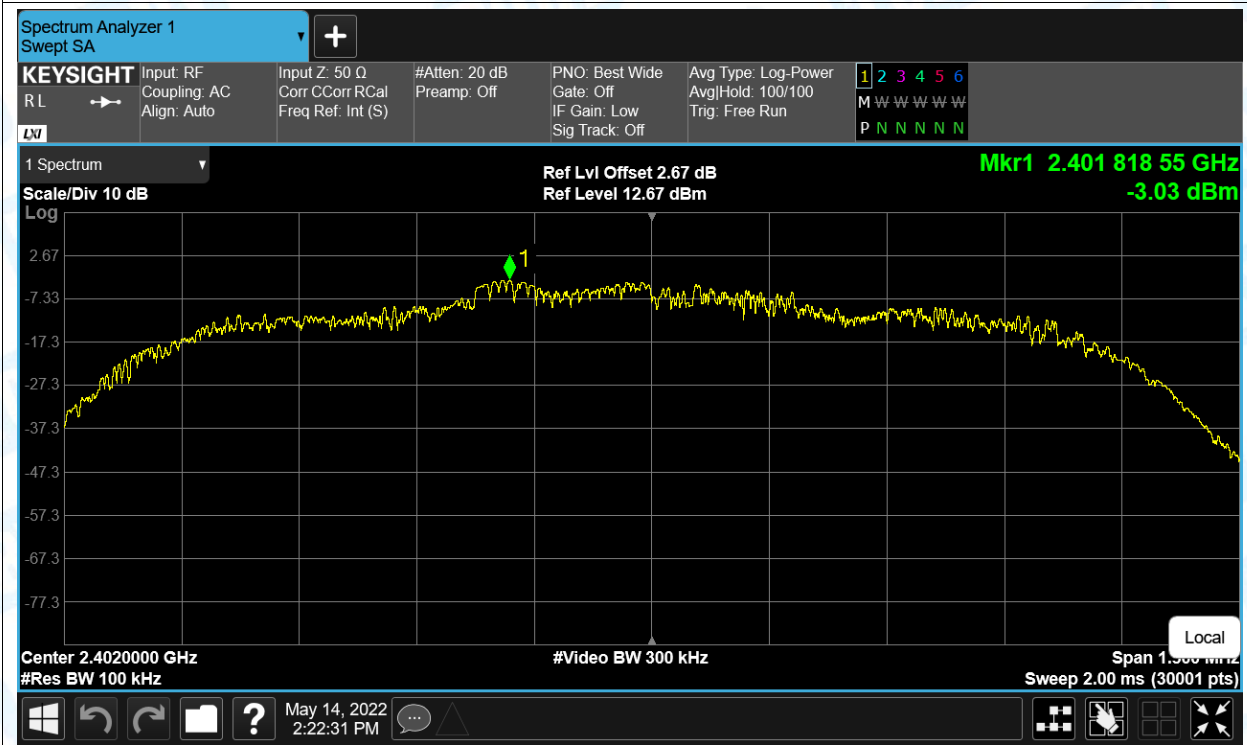 Spectrum Analyzer 1
Swept SA
KEYSIGHT
R L
LXI
Input: RF
Coupling: AC
Align: Auto
Input Z: 50 Ω
Corr CCorr RCal
Freq Ref: Int (S)
#Atten: 20 dB
Preamp: Off
PNO: Best Wide
Gate: Off
IF Gain: Low
Sig Track: Off
Avg Type: Log-Power
Avg|Hold: 100/100
Trig: Free Run
1 2 3 4 5 6
M W W W W W
P N N N N N
1 Spectrum
Scale/Div 10 dB
Log
Ref Lvl Offset 2.67 dB
Ref Level 12.67 dBm
Mkr1 2.401 818 55 GHz
-3.03 dBm
1
2.67
-7.33
-17.3
-27.3
-37.3
-47.3
-57.3
-67.3
-77.3
Local
Center 2.4020000 GHz
#Video BW 300 kHz
Span
#Res BW 100 kHz
Sweep 2.00 ms (30001 pts)
?
May 14, 2022
2:22:31 PM